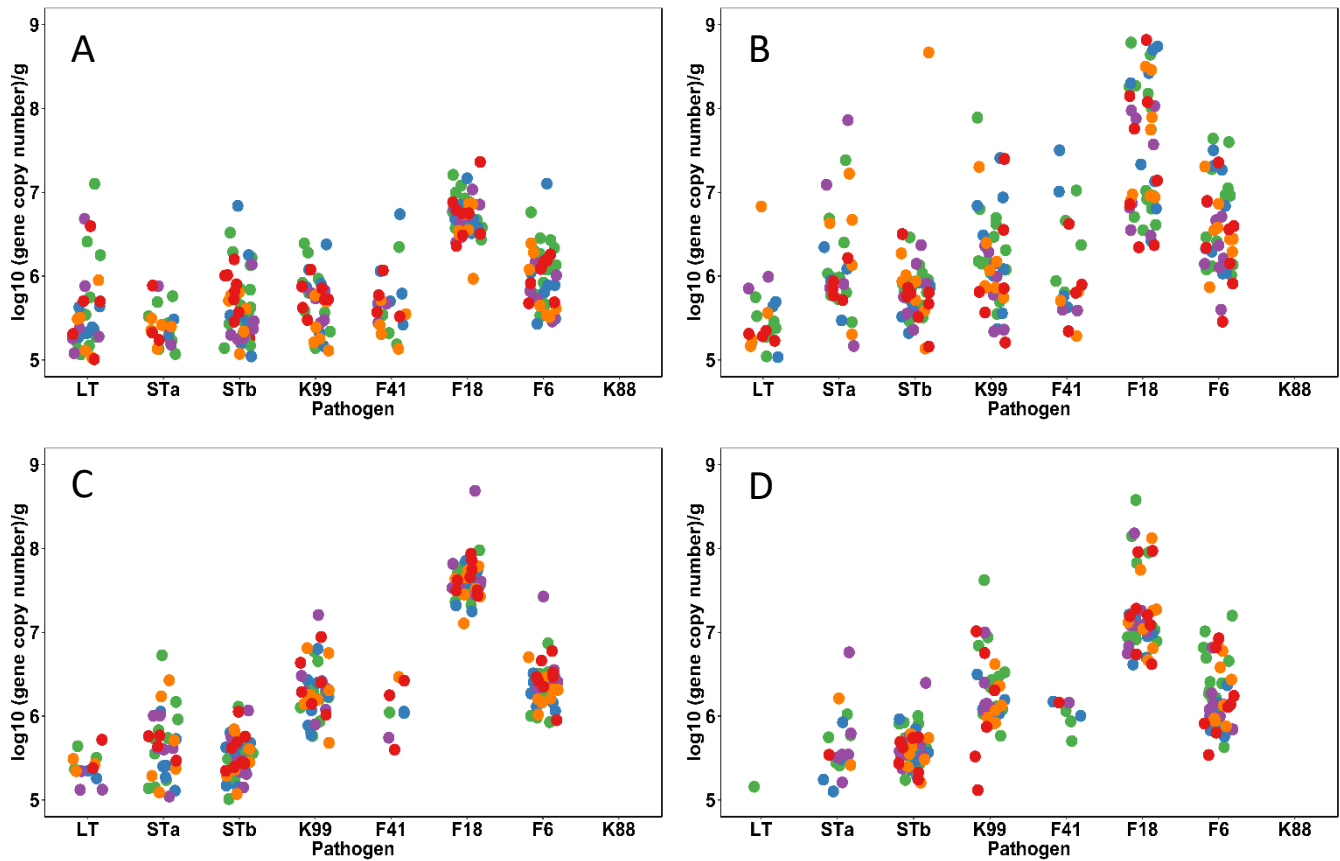 A
log10 (gene copy number)/g
9
8
7
6
5
LT STa STb K99 F41 F18 F6 K88
Pathogen
B
log10 (gene copy number)/g
9
8
7
6
5
LT STa STb K99 F41 F18 F6 K88
Pathogen
C
log10 (gene copy number)/g
9
8
7
6
5
LT STa STb K99 F41 F18 F6 K88
Pathogen
D
log10 (gene copy number)/g
9
8
7
6
5
LT STa STb K99 F41 F18 F6 K88
Pathogen